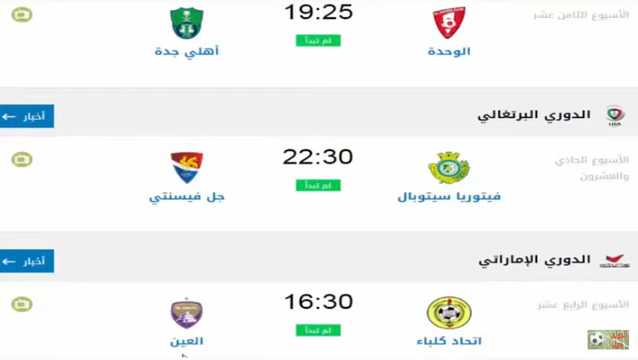 الأسبوع الثامن عشر
19:25
لم تبدأ
الوحدة
أهلي جدة
الدوري البرتغالي
أخبار
الأسبوع الحادي
والعشرون
22:30
لم تبدأ
فيتوريا سيتوبال
جل فيسنتي
الدوري الإماراتي
أخبار
الأسبوع الرابع عشر
16:30
لم تبدأ
اتحاد كلباء
العين